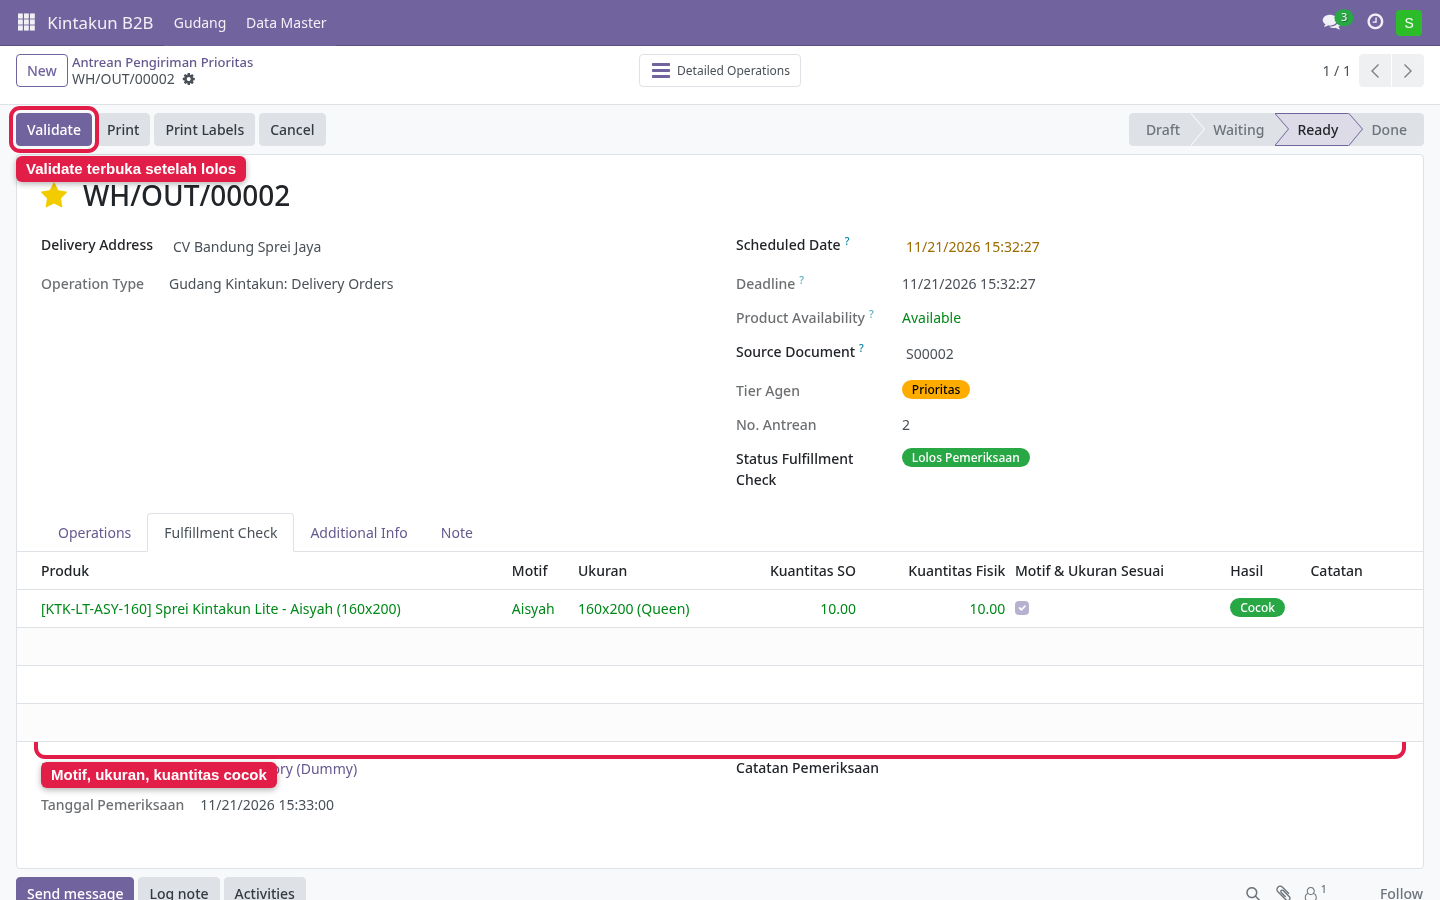 Kintakun B2B Gudang Data Master 3 S
New Antrean Pengiriman Prioritas
WH/OUT/00002
Detailed Operations
1 / 1
Validate Print Print Labels Cancel
Draft Waiting Ready Done
Validate terbuka setelah lolos
WH/OUT/00002
Delivery Address CV Bandung Sprei Jaya
Operation Type Gudang Kintakun: Delivery Orders
Scheduled Date ? 11/21/2026 15:32:27
Deadline ? 11/21/2026 15:32:27
Product Availability ? Available
Source Document ? S00002
Tier Agen Prioritas
No. Antrean 2
Status Fulfillment Check Lolos Pemeriksaan
Operations Fulfillment Check Additional Info Note
Produk Motif Ukuran Kuantitas SO Kuantitas Fisik Motif & Ukuran Sesuai Hasil Catatan
[KTK-LT-ASY-160] Sprei Kintakun Lite - Aisyah (160x200) Aisyah 160x200 (Queen) 10.00 10.00 Cocok
Motif, ukuran, kuantitas cocok
(Dummy)
Catatan Pemeriksaan
Tanggal Pemeriksaan 11/21/2026 15:33:00
Send message Log note Activities 1 Follow